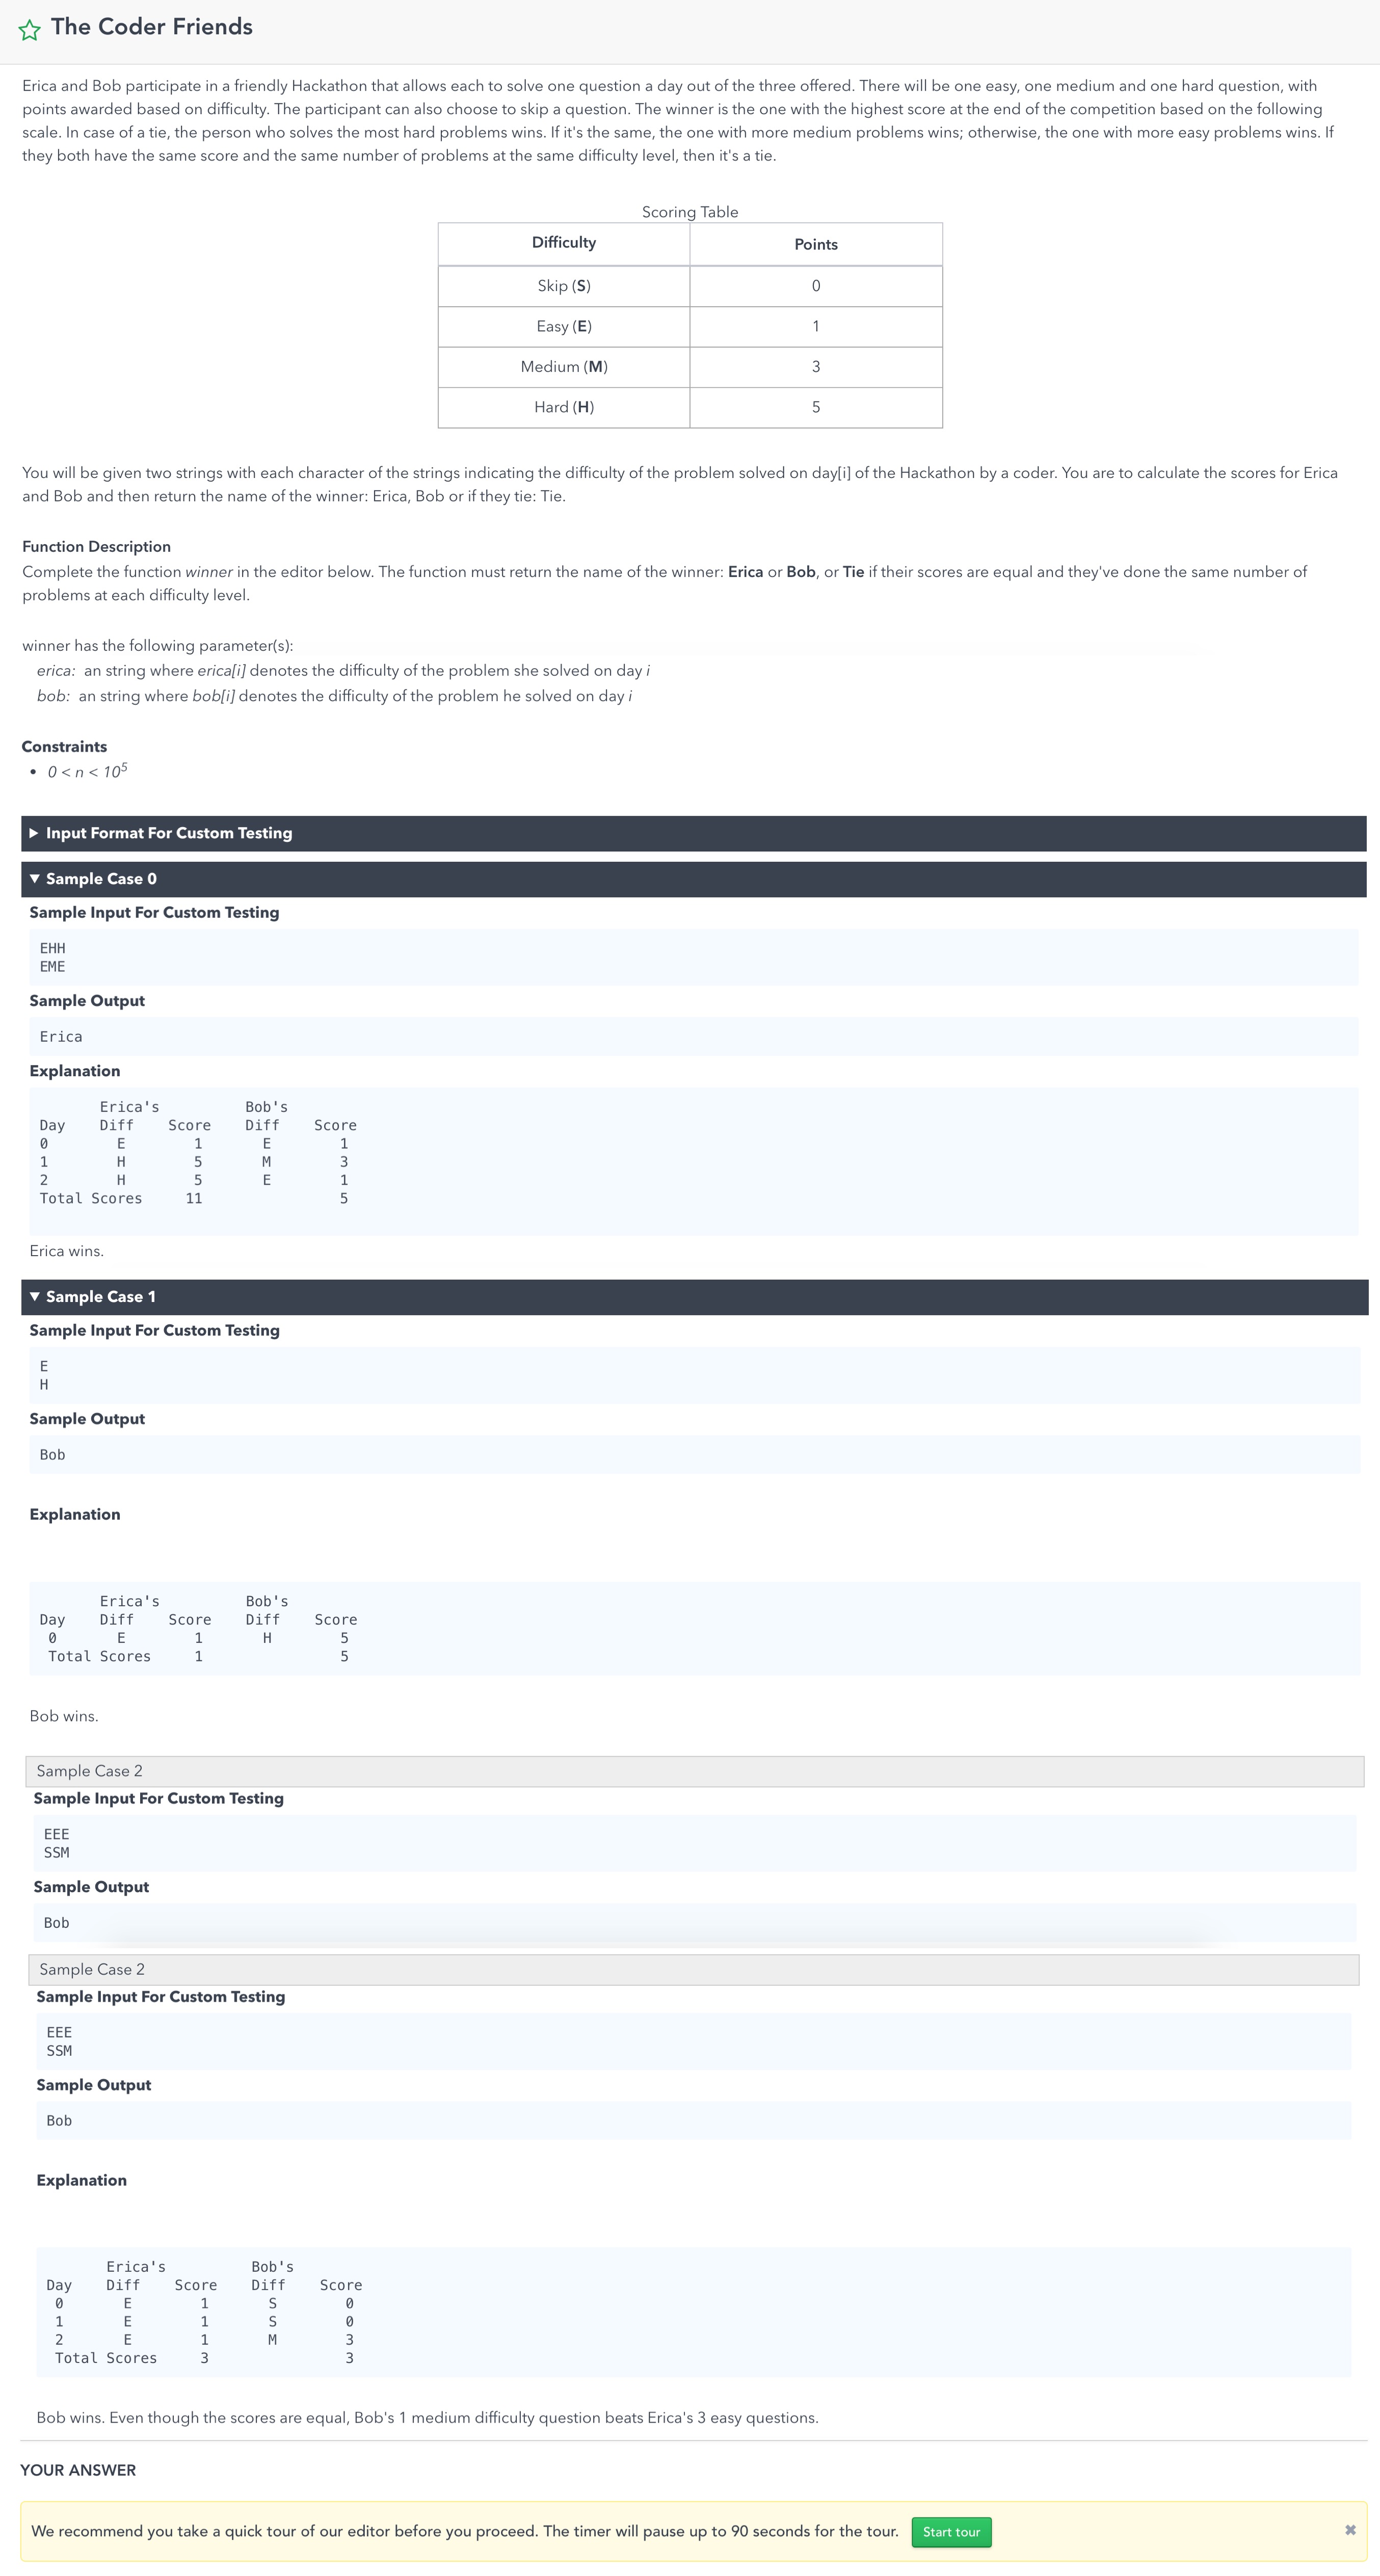 The Coder Friends
Erica and Bob participate in a friendly Hackathon that allows each to solve one question a day out of the three offered. There will be one easy, one medium and one hard question, with
points awarded based on difficulty. The participant can also choose to skip a question. The winner is the one with the highest score at the end of the competition based on the following
scale. In case of a tie, the person who solves the most hard problems wins. If it's the same, the one with more medium problems wins; otherwise, the one with more easy problems wins. If
they both have the same score and the same number of problems at the same difficulty level, then it's a tie.
Scoring Table
Difficulty Points
Skip (S) 0
Easy (E) 1
Medium (M) 3
Hard (H) 5
You will be given two strings with each character of the strings indicating the difficulty of the problem solved on day[i] of the Hackathon by a coder. You are to calculate the scores for Erica
and Bob and then return the name of the winner: Erica, Bob or if they tie: Tie.
Function Description
Complete the function winner in the editor below. The function must return the name of the winner: Erica or Bob, or Tie if their scores are equal and they've done the same number of
problems at each difficulty level.
winner has the following parameter(s):
erica: an string where erica[i] denotes the difficulty of the problem she solved on day i
bob: an string where bob[i] denotes the difficulty of the problem he solved on day i
Constraints
• 0 < n < 10^5
▶ Input Format For Custom Testing
▼ Sample Case 0
Sample Input For Custom Testing
EHH
EME
Sample Output
Erica
Explanation
Erica's Bob's
Day Diff Score Diff Score
0 E 1 E 1
1 H 5 M 3
2 H 5 E 1
Total Scores 11 5
Erica wins.
▼ Sample Case 1
Sample Input For Custom Testing
E
H
Sample Output
Bob
Explanation
Erica's Bob's
Day Diff Score Diff Score
0 E 1 H 5
Total Scores 1 5
Bob wins.
Sample Case 2
Sample Input For Custom Testing
EEE
SSM
Sample Output
Bob
Sample Case 2
Sample Input For Custom Testing
EEE
SSM
Sample Output
Bob
Explanation
Erica's Bob's
Day Diff Score Diff Score
0 E 1 S 0
1 E 1 S 0
2 E 1 M 3
Total Scores 3 3
Bob wins. Even though the scores are equal, Bob's 1 medium difficulty question beats Erica's 3 easy questions.
YOUR ANSWER
We recommend you take a quick tour of our editor before you proceed. The timer will pause up to 90 seconds for the tour. Start tour ✖